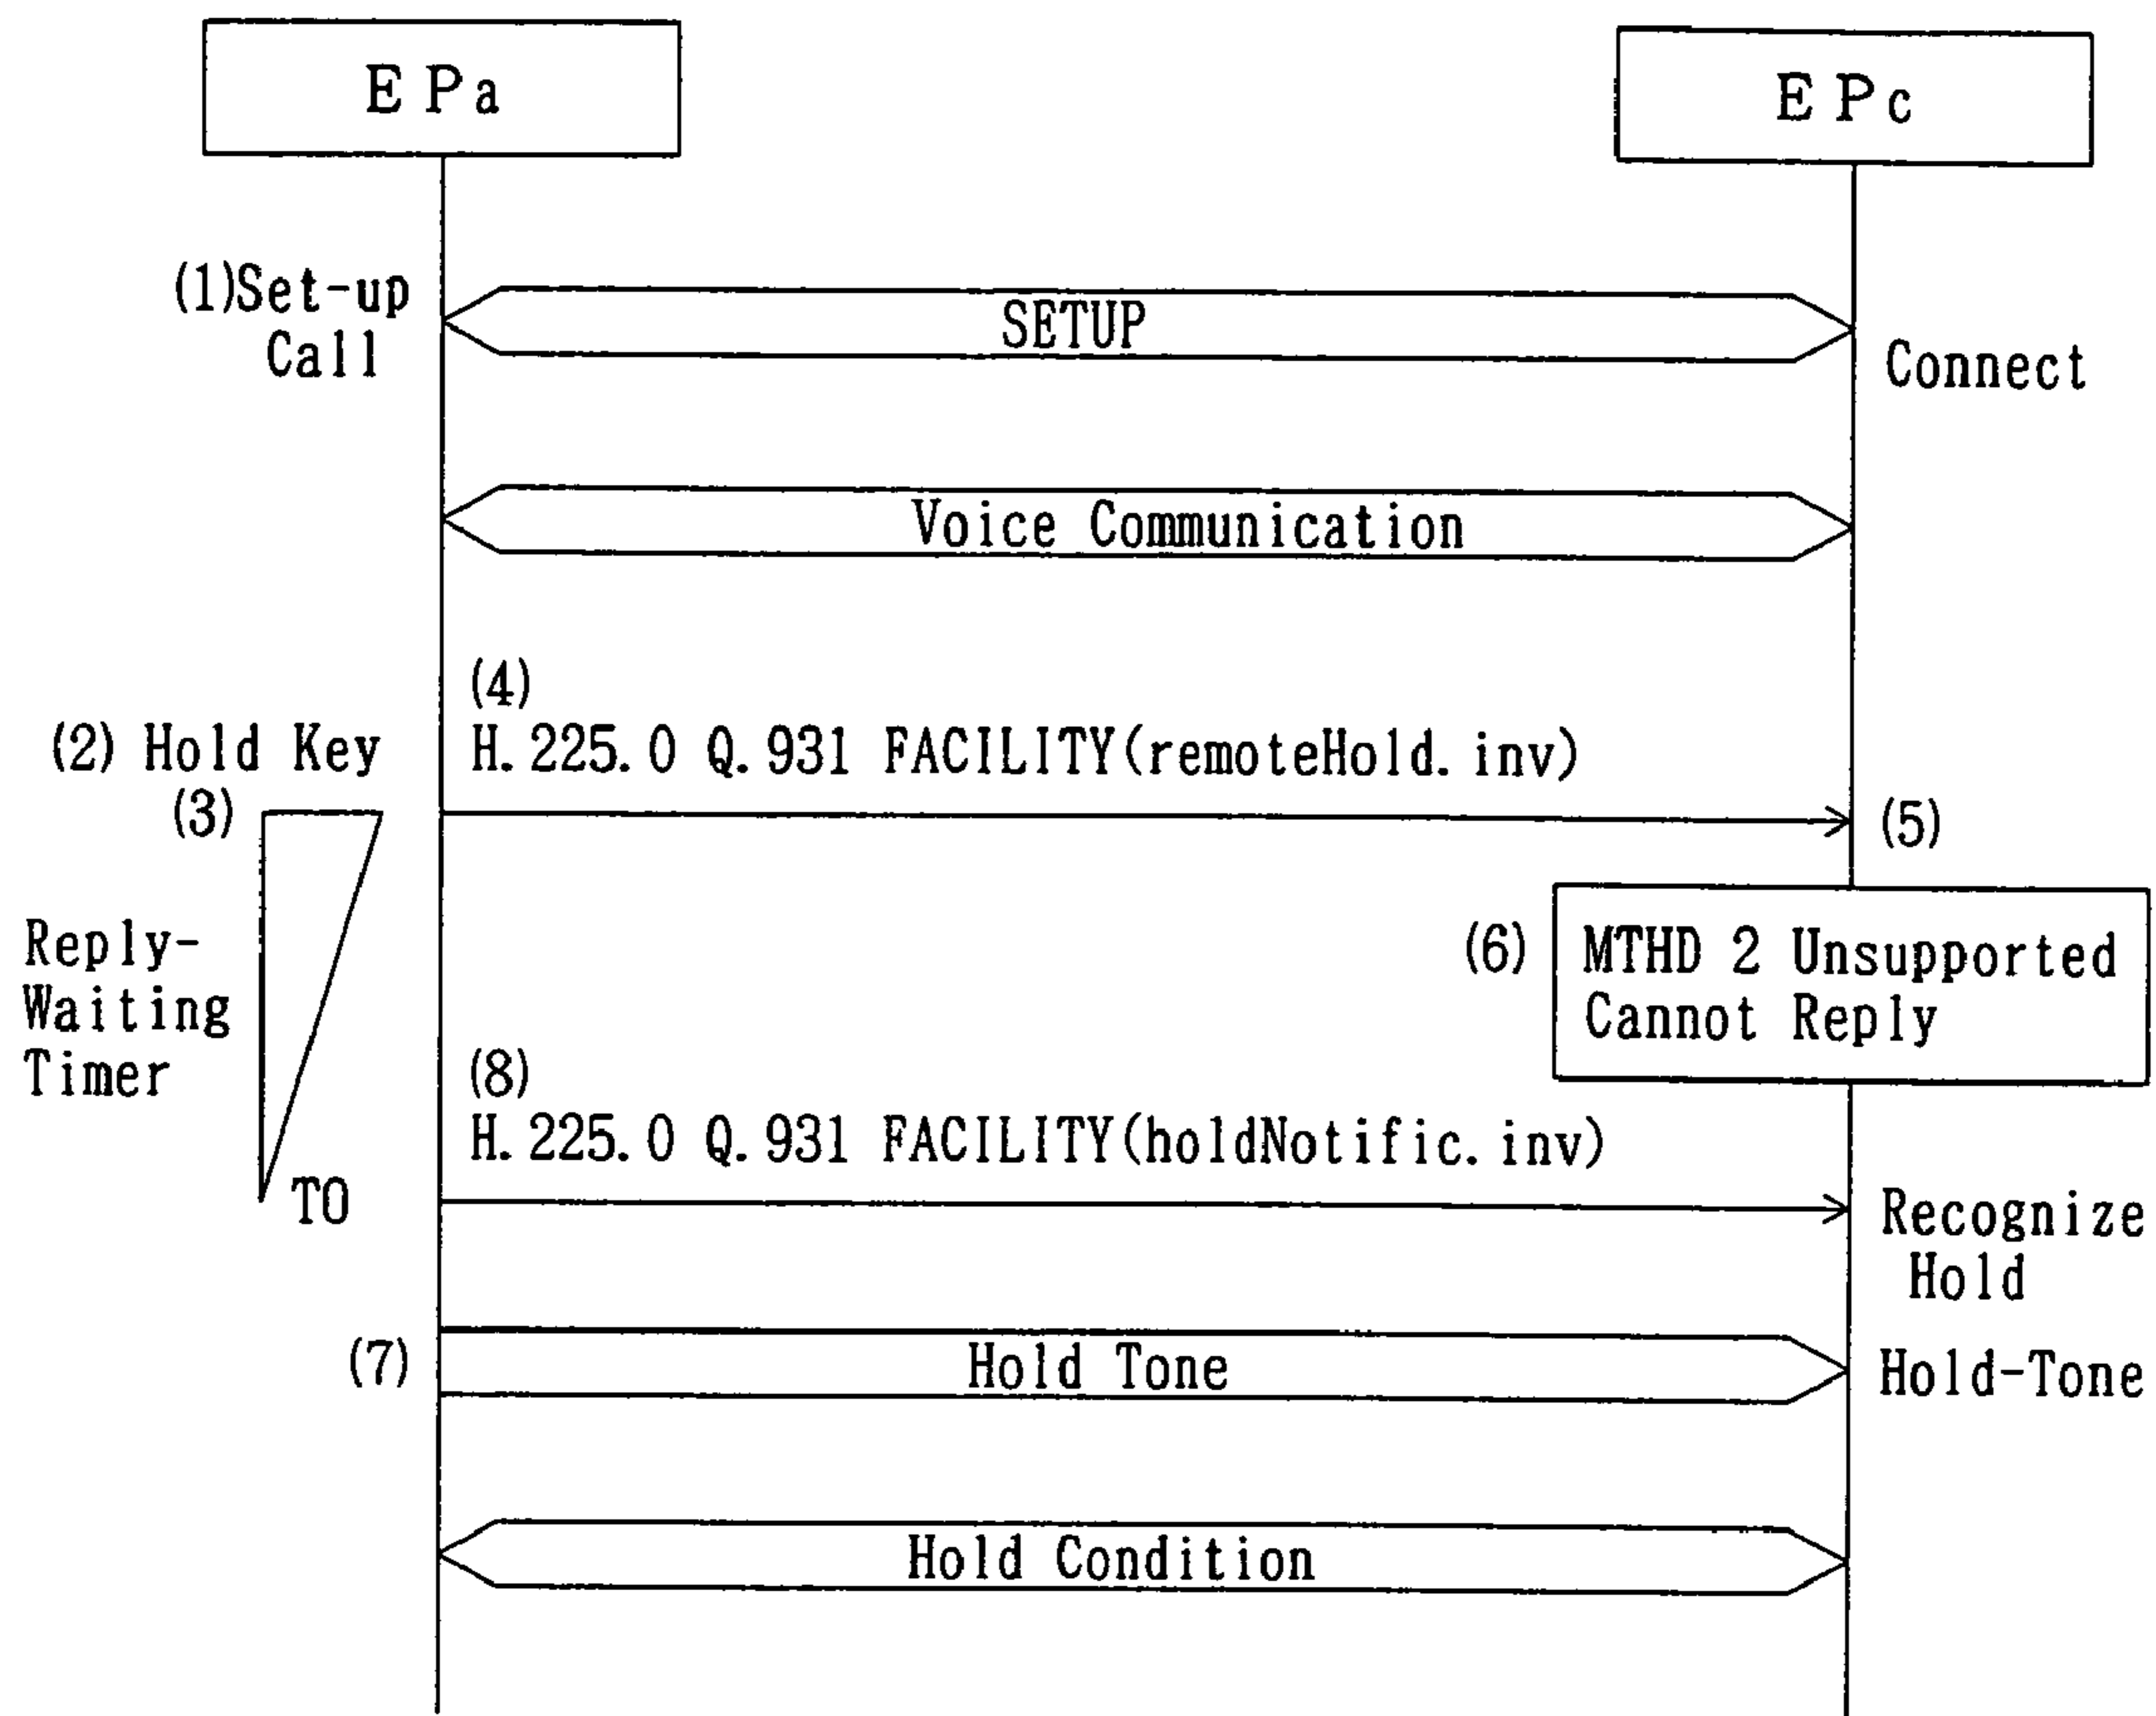 EPa
EPc
(1)Set-up
Call
SETUP
Connect
Voice Communication
(4)
(2) Hold Key
H.225.0 Q.931 FACILITY(remoteHold.inv)
(3)
(5)
Reply-
Waiting
Timer
(6)
MTHD 2 Unsupported
Cannot Reply
(8)
H.225.0 Q.931 FACILITY(holdNotific.inv)
TO
Recognize
Hold
(7)
Hold Tone
Hold-Tone
Hold Condition